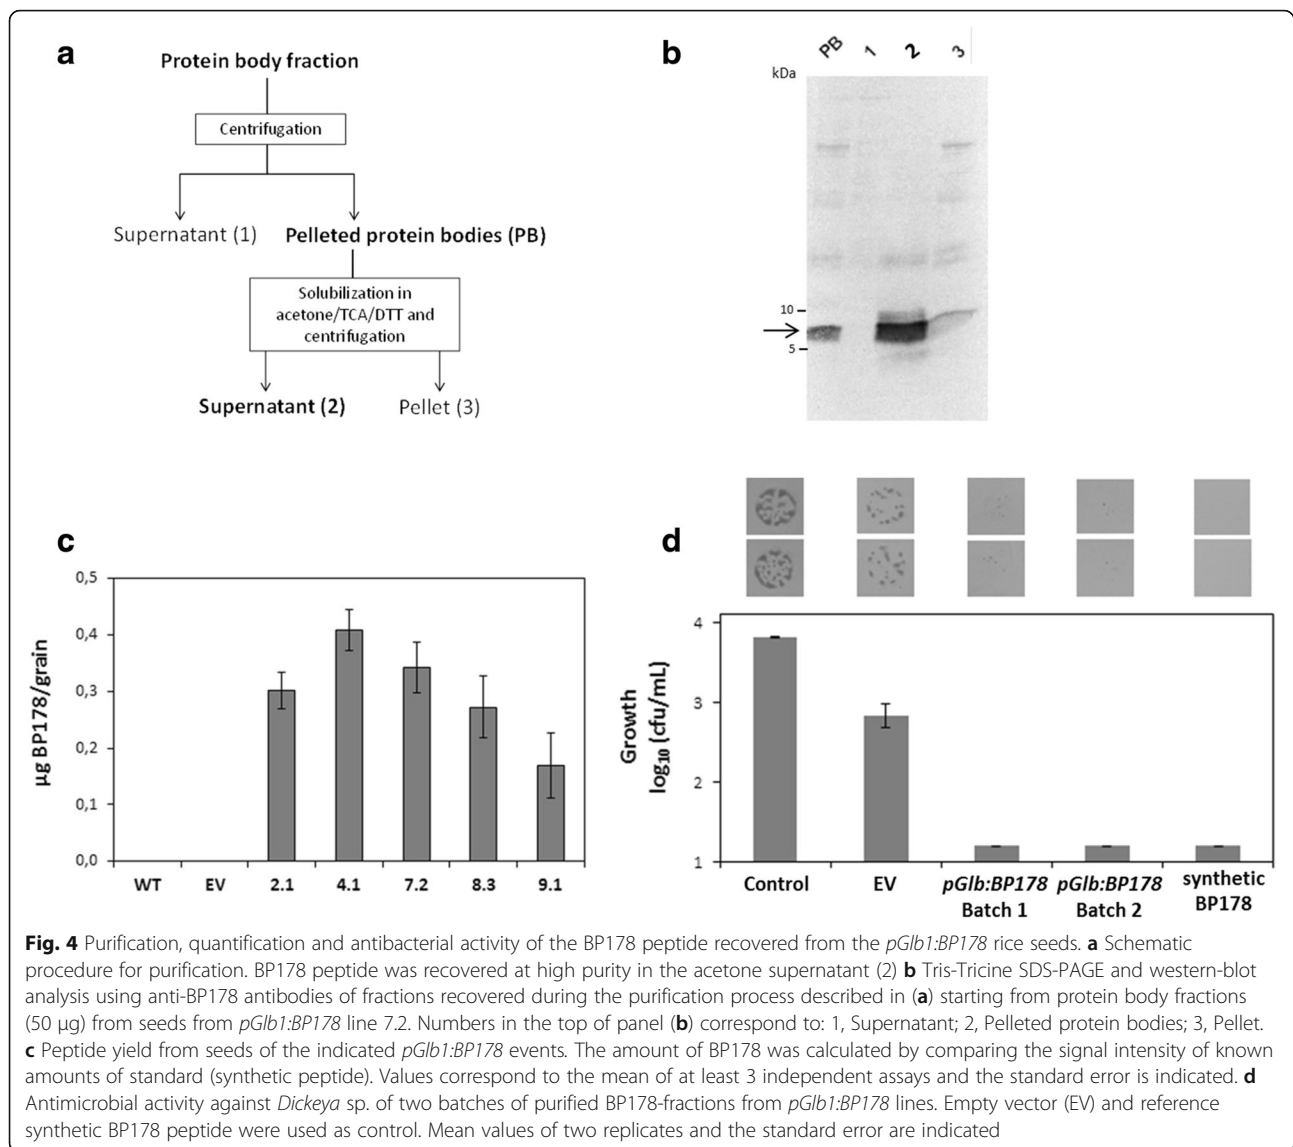 a
Protein body fraction
Centrifugation
Supernatant (1)
Pelleted protein bodies (PB)
Solubilization in
acetone/TCA/DTT and
centrifugation
Supernatant (2)
Pellet (3)
b
PB 1 2 3
kDa
10
5
c
µg BP178/grain
0,5
0,4
0,3
0,2
0,1
0,0
WT EV 2.1 4.1 7.2 8.3 9.1
d
Growth
log10 (cfu/mL)
4
3
2
1
Control EV pGlb:BP178 pGlb:BP178 synthetic
Batch 1 Batch 2 BP178
Fig. 4 Purification, quantification and antibacterial activity of the BP178 peptide recovered from the pGlb1:BP178 rice seeds. a Schematic
procedure for purification. BP178 peptide was recovered at high purity in the acetone supernatant (2) b Tris-Tricine SDS-PAGE and western-blot
analysis using anti-BP178 antibodies of fractions recovered during the purification process described in (a) starting from protein body fractions
(50 µg) from seeds from pGlb1:BP178 line 7.2. Numbers in the top of panel (b) correspond to: 1, Supernatant; 2, Pelleted protein bodies; 3, Pellet.
c Peptide yield from seeds of the indicated pGlb1:BP178 events. The amount of BP178 was calculated by comparing the signal intensity of known
amounts of standard (synthetic peptide). Values correspond to the mean of at least 3 independent assays and the standard error is indicated. d
Antimicrobial activity against Dickeya sp. of two batches of purified BP178-fractions from pGlb1:BP178 lines. Empty vector (EV) and reference
synthetic BP178 peptide were used as control. Mean values of two replicates and the standard error are indicated